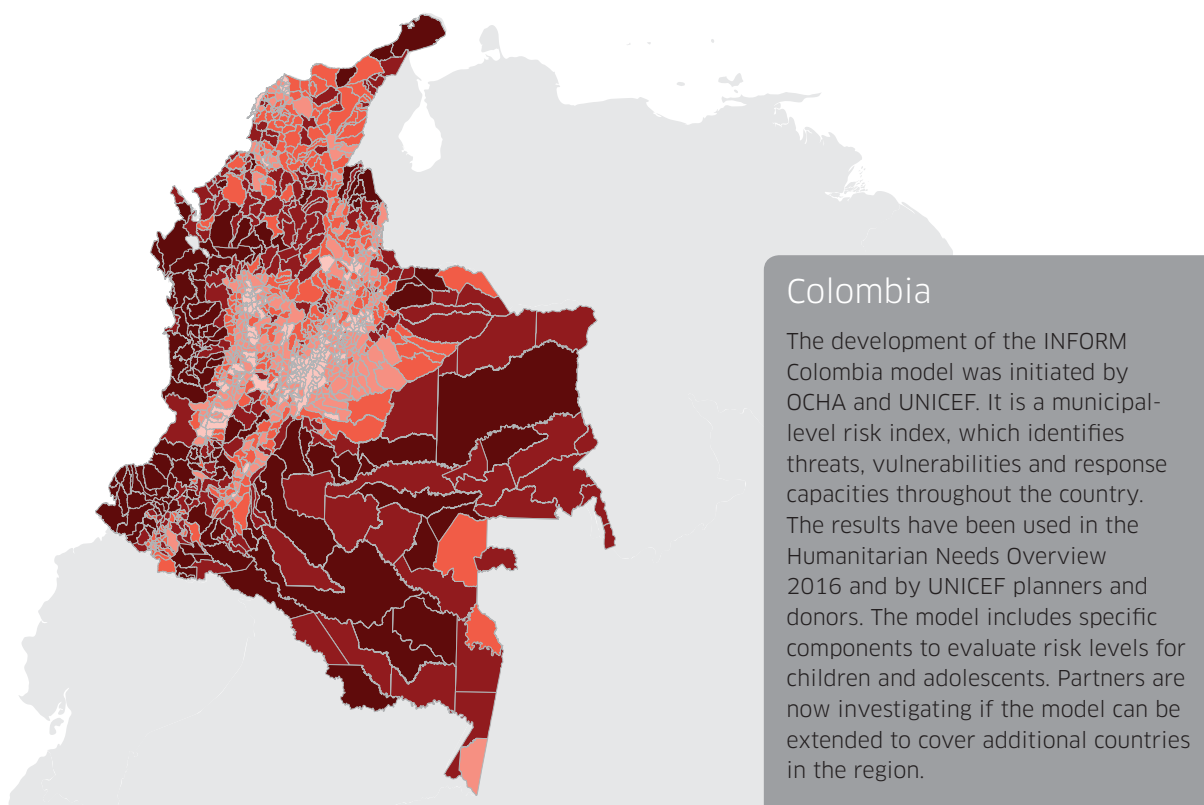 Colombia
The development of the INFORM
Colombia model was initiated by
OCHA and UNICEF. It is a municipal-
level risk index, which identifies
threats, vulnerabilities and response
capacities throughout the country.
The results have been used in the
Humanitarian Needs Overview
2016 and by UNICEF planners and
donors. The model includes specific
components to evaluate risk levels for
children and adolescents. Partners are
now investigating if the model can be
extended to cover additional countries
in the region.